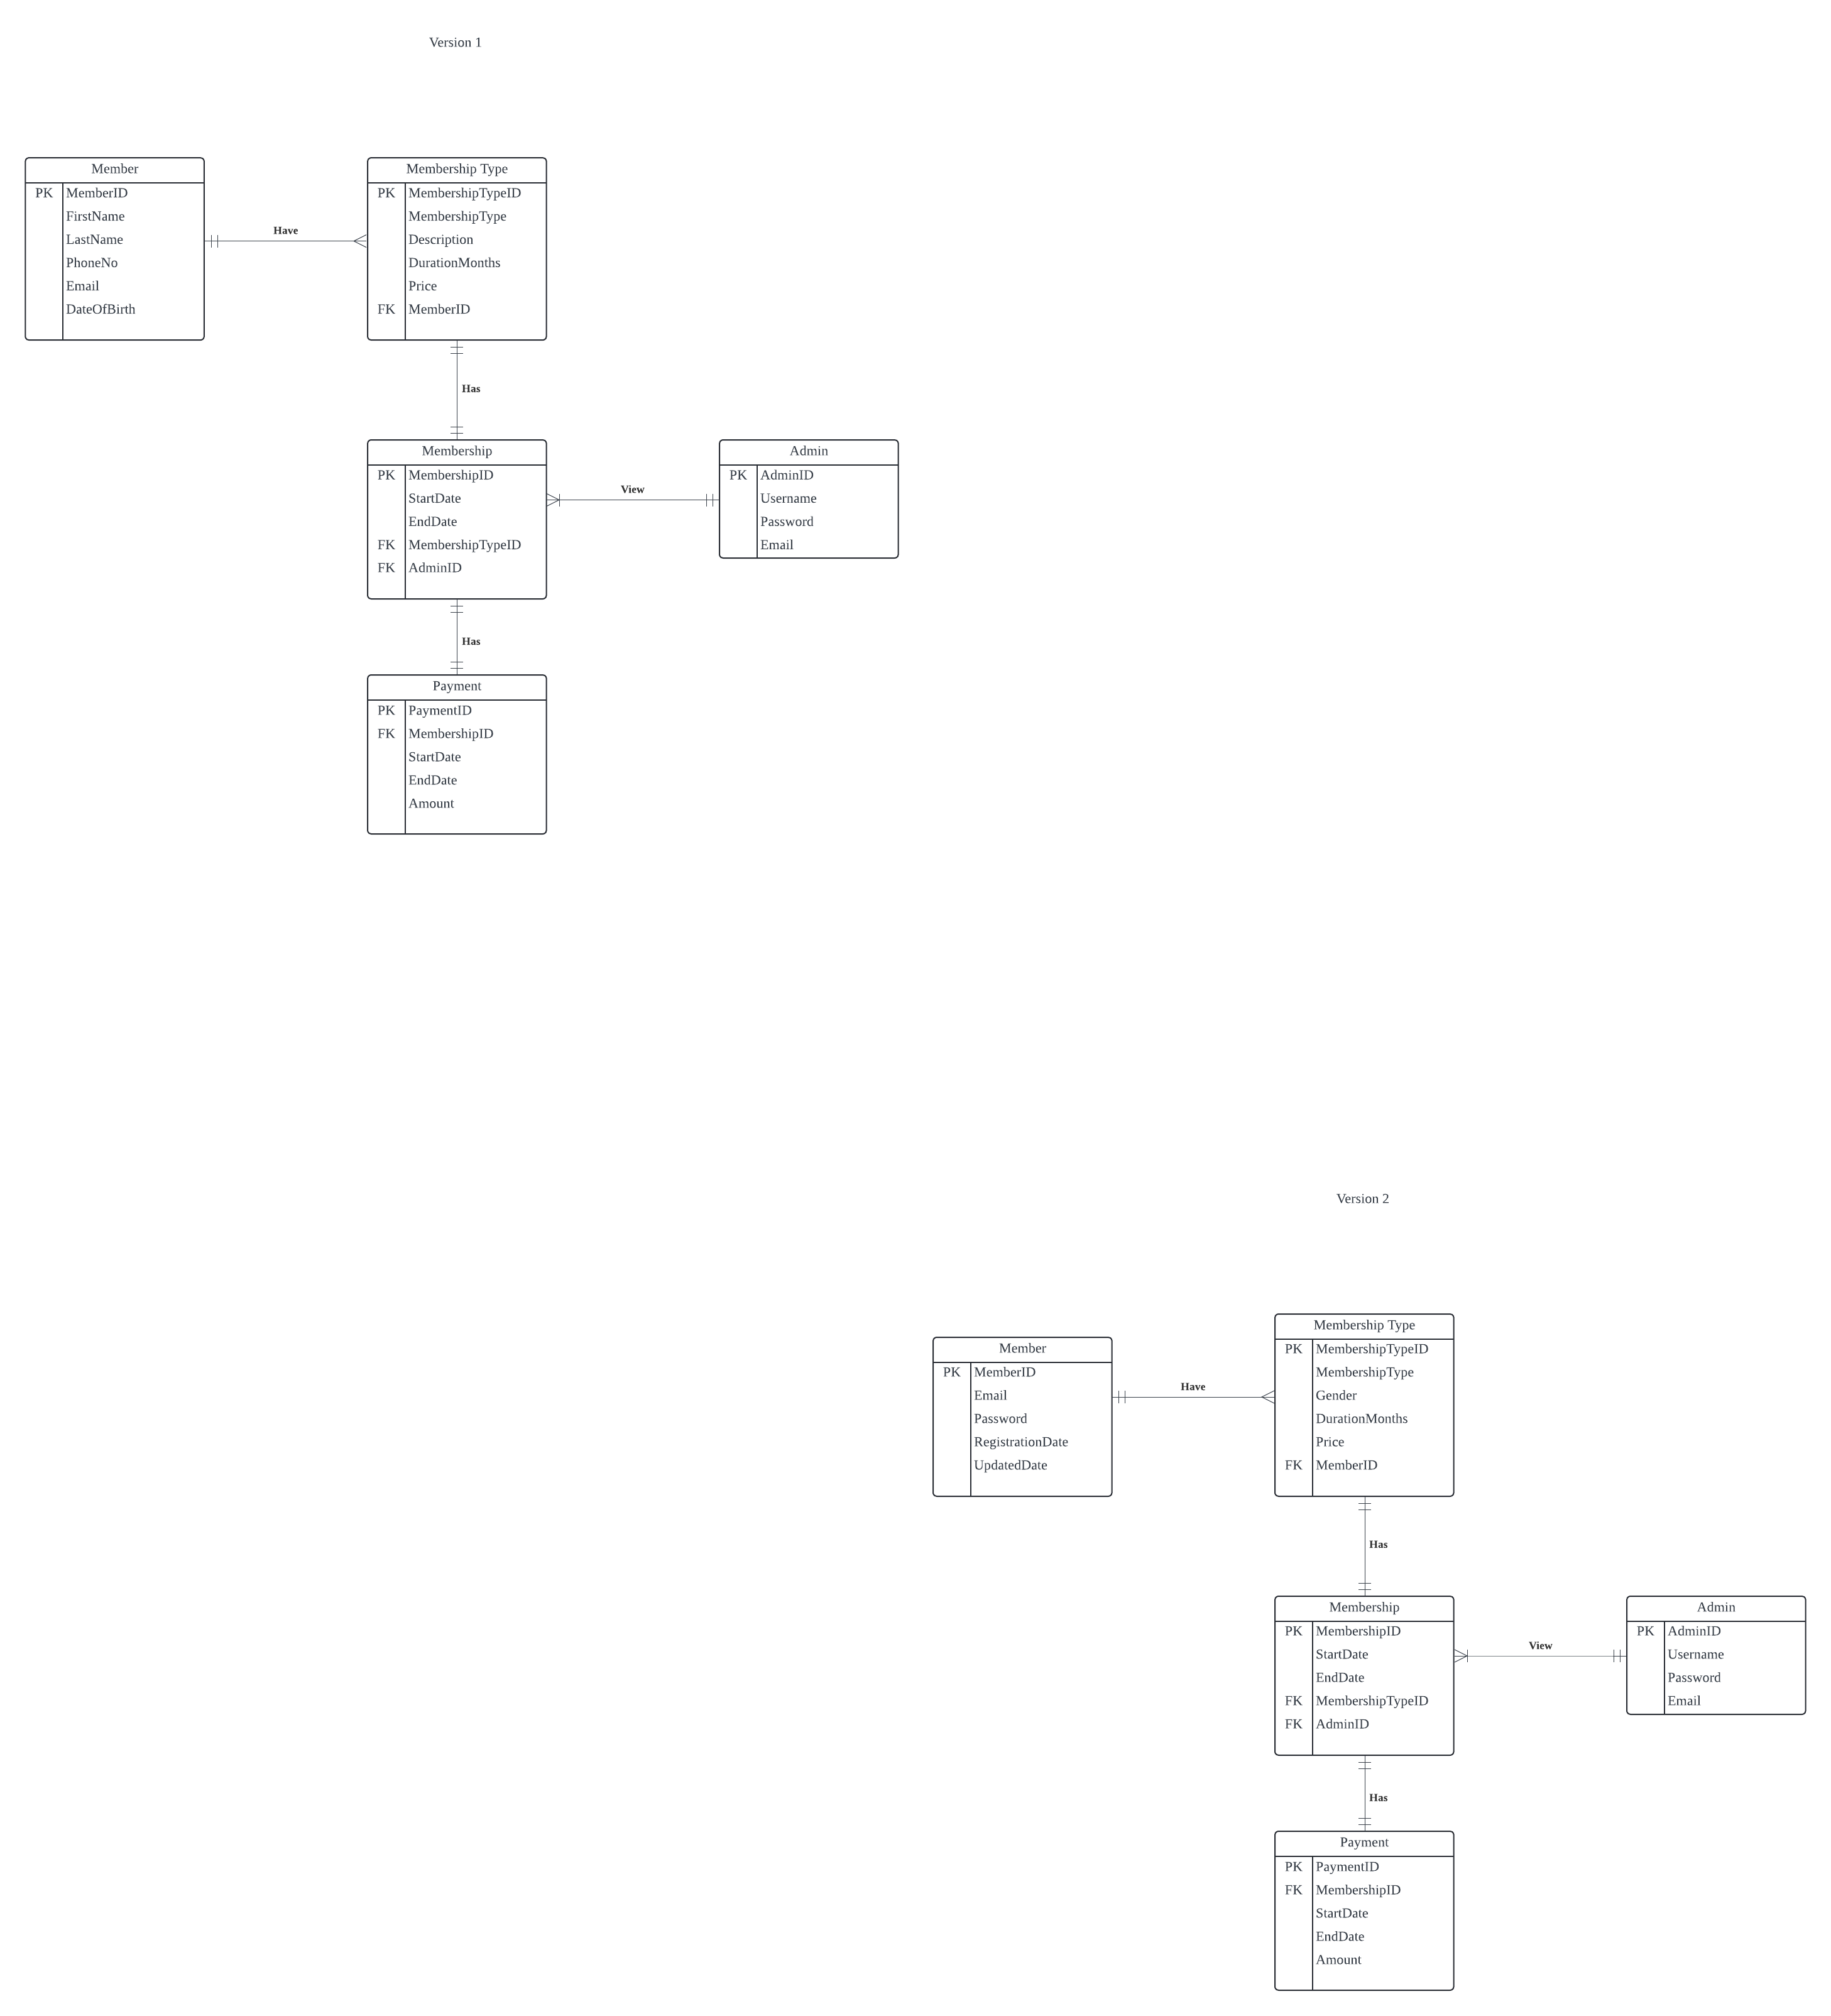 Version 1
Member
PK MemberID
FirstName
LastName
PhoneNo
Email
DateOfBirth
Have
Membership Type
PK MembershipTypeID
MembershipType
Description
DurationMonths
Price
FK MemberID
Has
Membership
PK MembershipID
StartDate
EndDate
FK MembershipTypeID
FK AdminID
View
Admin
PK AdminID
Username
Password
Email
Has
Payment
PK PaymentID
FK MembershipID
StartDate
EndDate
Amount
Version 2
Member
PK MemberID
Email
Password
RegistrationDate
UpdatedDate
Have
Membership Type
PK MembershipTypeID
MembershipType
Gender
DurationMonths
Price
FK MemberID
Has
Membership
PK MembershipID
StartDate
EndDate
FK MembershipTypeID
FK AdminID
View
Admin
PK AdminID
Username
Password
Email
Has
Payment
PK PaymentID
FK MembershipID
StartDate
EndDate
Amount